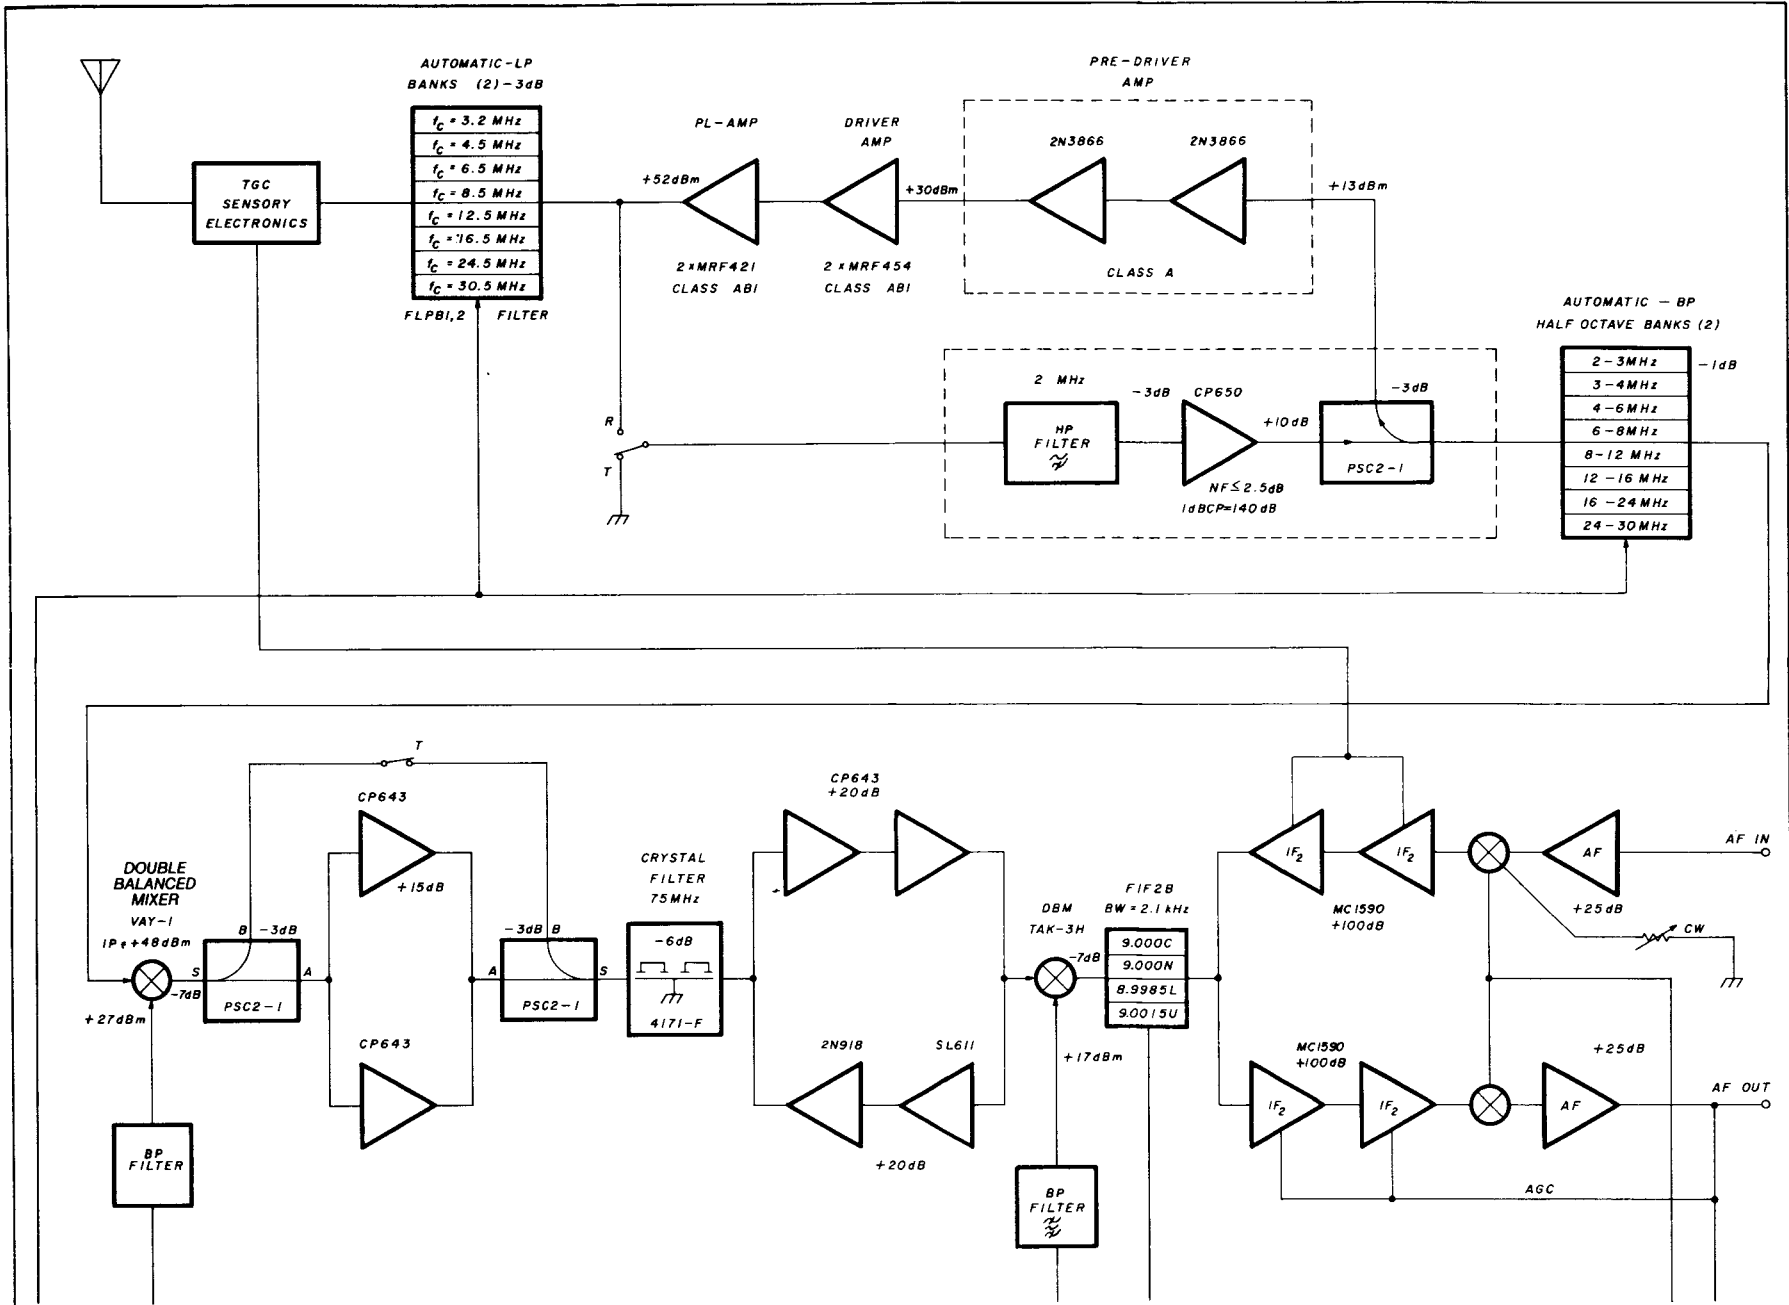 AUTOMATIC-LP
BANKS (2)-3dB
fC = 3.2 MHz
fC = 4.5 MHz
fC = 6.5 MHz
fC = 8.5 MHz
fC = 12.5 MHz
fC = 16.5 MHz
fC = 24.5 MHz
fC = 30.5 MHz
FLPB1,2 FILTER
TGC
SENSORY
ELECTRONICS
PL-AMP
+52dBm
2×MRF421
CLASS AB1
DRIVER
AMP
+30dBm
2×MRF454
CLASS AB1
PRE-DRIVER
AMP
2N3866
2N3866
+13dBm
CLASS A
R
T
2 MHz
HP
FILTER
-3dB
CP650
+10dB
NF≤2.5dB
1dBCP=140dB
-3dB
PSC2-1
AUTOMATIC - BP
HALF OCTAVE BANKS (2)
2-3MHz
-1dB
3-4MHz
4-6MHz
6-8MHz
8-12 MHz
12-16 MHz
16-24MHz
24-30MHz
DOUBLE
BALANCED
MIXER
VAY-1
IP = +48dBm
-7dB
+27dBm
BP
FILTER
B -3dB
S A
PSC2-1
T
CP643
+15dB
CP643
-3dB B
A S
PSC2-1
CRYSTAL
FILTER
75MHz
-6dB
4171-F
CP643
+20dB
2N918
SL611
+20dB
DBM
TAK-3H
-7dB
+17dBm
BP
FILTER
FIF2B
BW = 2.1 kHz
9.000C
9.000N
8.9985L
9.0015U
IF2
IF2
MC1590
+100dB
AF
+25dB
AF IN
CW
MC1590
+100dB
IF2
IF2
AF
+25dB
AF OUT
AGC